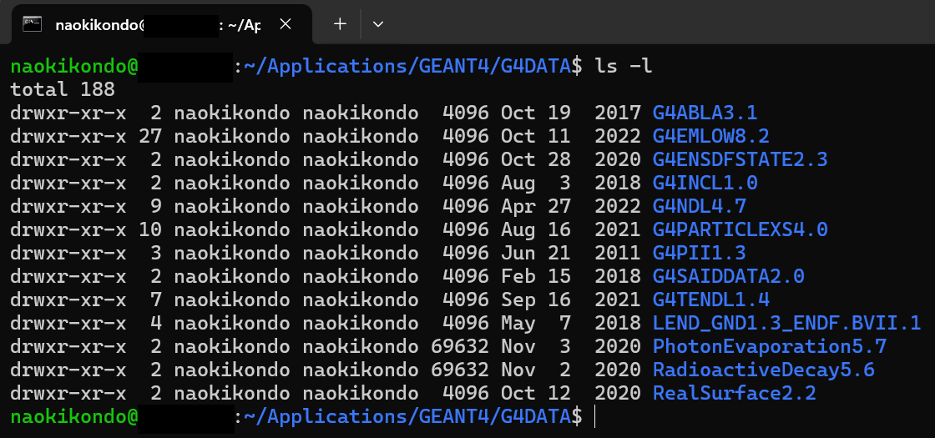 naokikondo@ : ~/Ap
naokikondo@ :~/Applications/GEANT4/G4DATA$ ls -l
total 188
drwxr-xr-x 2 naokikondo naokikondo 4096 Oct 19 2017 G4ABLA3.1
drwxr-xr-x 27 naokikondo naokikondo 4096 Oct 11 2022 G4EMLOW8.2
drwxr-xr-x 2 naokikondo naokikondo 4096 Oct 28 2020 G4ENSDFSTATE2.3
drwxr-xr-x 2 naokikondo naokikondo 4096 Aug 3 2018 G4INCL1.0
drwxr-xr-x 9 naokikondo naokikondo 4096 Apr 27 2022 G4NDL4.7
drwxr-xr-x 10 naokikondo naokikondo 4096 Aug 16 2021 G4PARTICLEXS4.0
drwxr-xr-x 3 naokikondo naokikondo 4096 Jun 21 2011 G4PII1.3
drwxr-xr-x 2 naokikondo naokikondo 4096 Feb 15 2018 G4SAIDDATA2.0
drwxr-xr-x 7 naokikondo naokikondo 4096 Sep 16 2021 G4TENDL1.4
drwxr-xr-x 4 naokikondo naokikondo 4096 May 7 2018 LEND_GND1.3_ENDF.BVII.1
drwxr-xr-x 2 naokikondo naokikondo 69632 Nov 3 2020 PhotonEvaporation5.7
drwxr-xr-x 2 naokikondo naokikondo 69632 Nov 2 2020 RadioactiveDecay5.6
drwxr-xr-x 2 naokikondo naokikondo 4096 Oct 12 2020 RealSurface2.2
naokikondo@ :~/Applications/GEANT4/G4DATA$